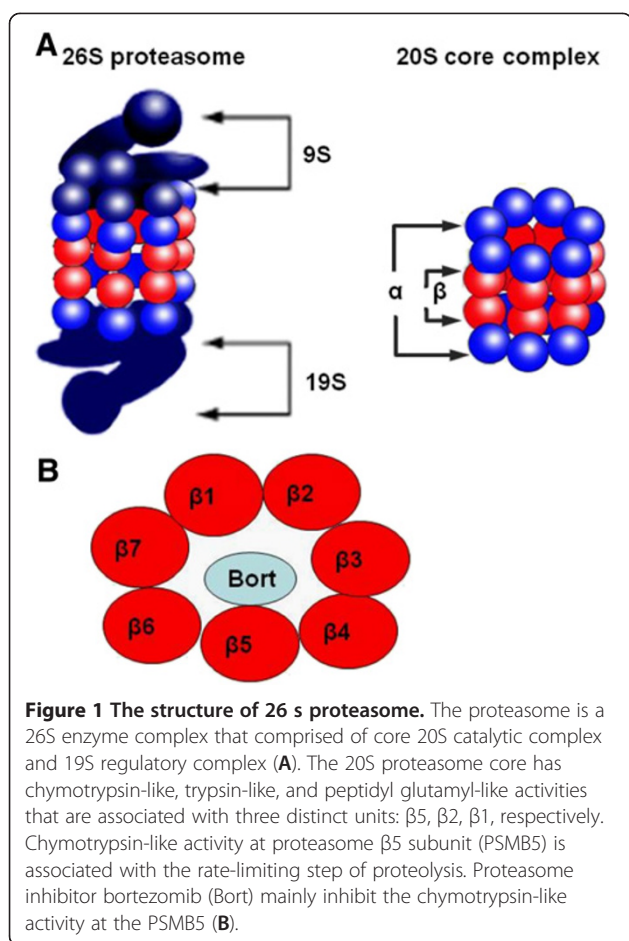 A 26S proteasome
20S core complex
9S
α β
19S
B
β1 β2
β7 β3
Bort
β6 β4
β5
Figure 1 The structure of 26 s proteasome. The proteasome is a
26S enzyme complex that comprised of core 20S catalytic complex
and 19S regulatory complex (A). The 20S proteasome core has
chymotrypsin-like, trypsin-like, and peptidyl glutamyl-like activities
that are associated with three distinct units: β5, β2, β1, respectively.
Chymotrypsin-like activity at proteasome β5 subunit (PSMB5) is
associated with the rate-limiting step of proteolysis. Proteasome
inhibitor bortezomib (Bort) mainly inhibit the chymotrypsin-like
activity at the PSMB5 (B).